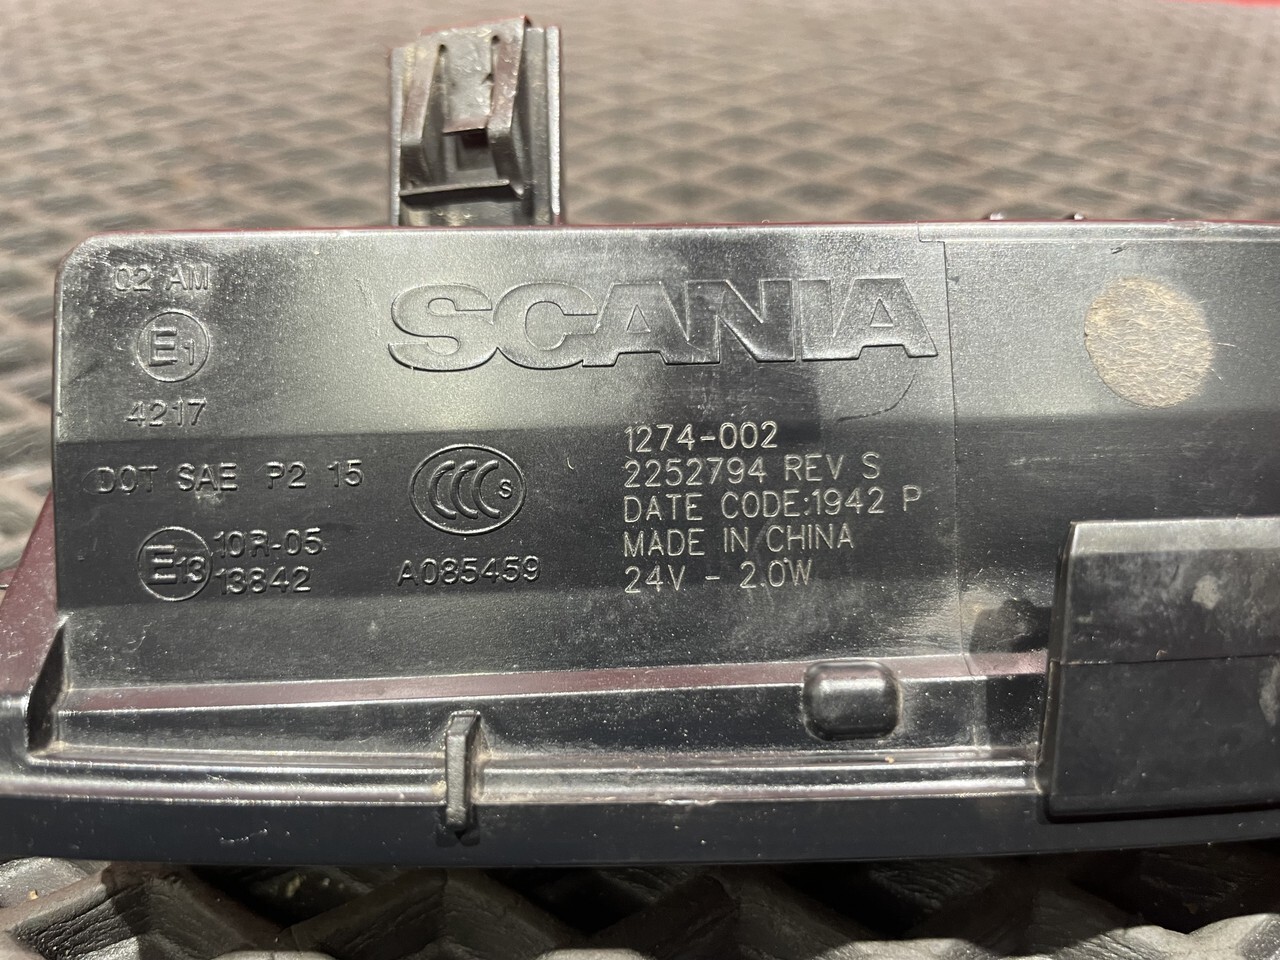 02 AM
E1
4217
DOT SAE P2 15
E13
10R-05
13842
CCC S
A085459
SCANIA
1274-002
2252794 REV S
DATE CODE:1942 P
MADE IN CHINA
24V - 2.0W